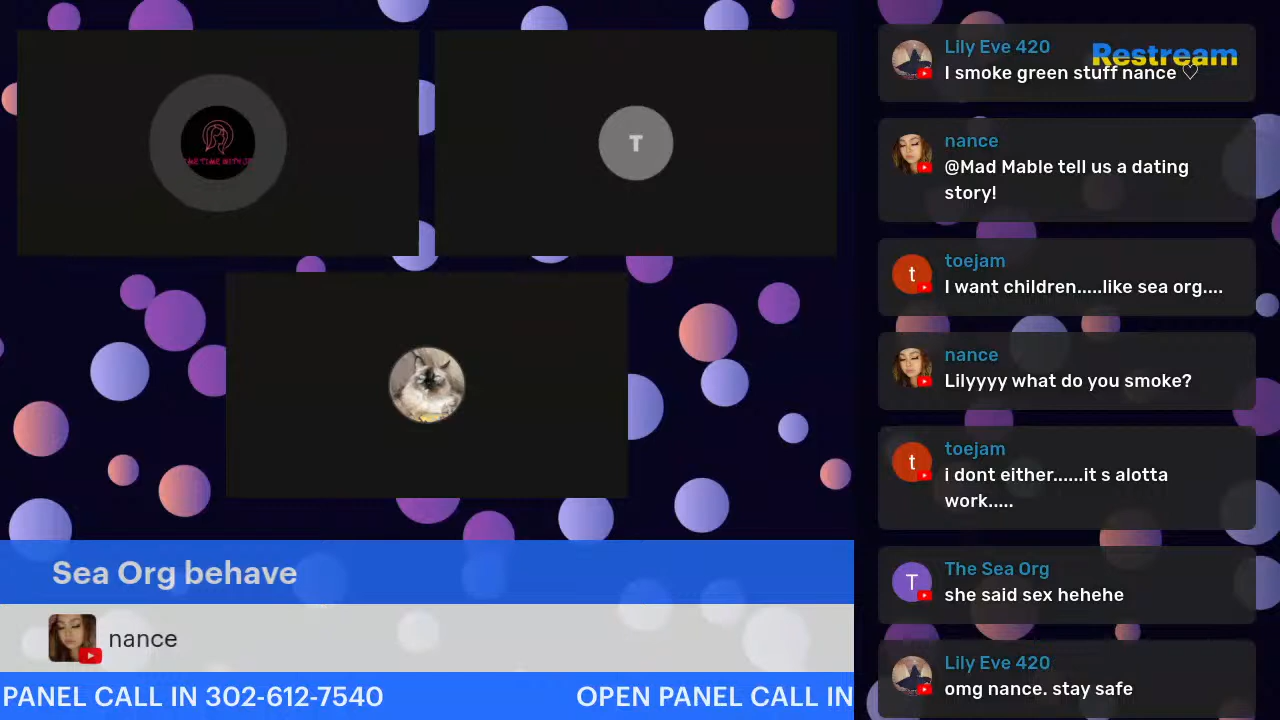 T
Sea Org behave
nance
PANEL CALL IN 302-612-7540
OPEN PANEL CALL IN
Restream
Lily Eve 420
I smoke green stuff nance ♡
nance
@Mad Mable tell us a dating
story!
t
toejam
I want children.....like sea org....
nance
Lilyyyy what do you smoke?
t
toejam
i dont either......it s alotta
work.....
T
The Sea Org
she said sex hehehe
Lily Eve 420
omg nance. stay safe